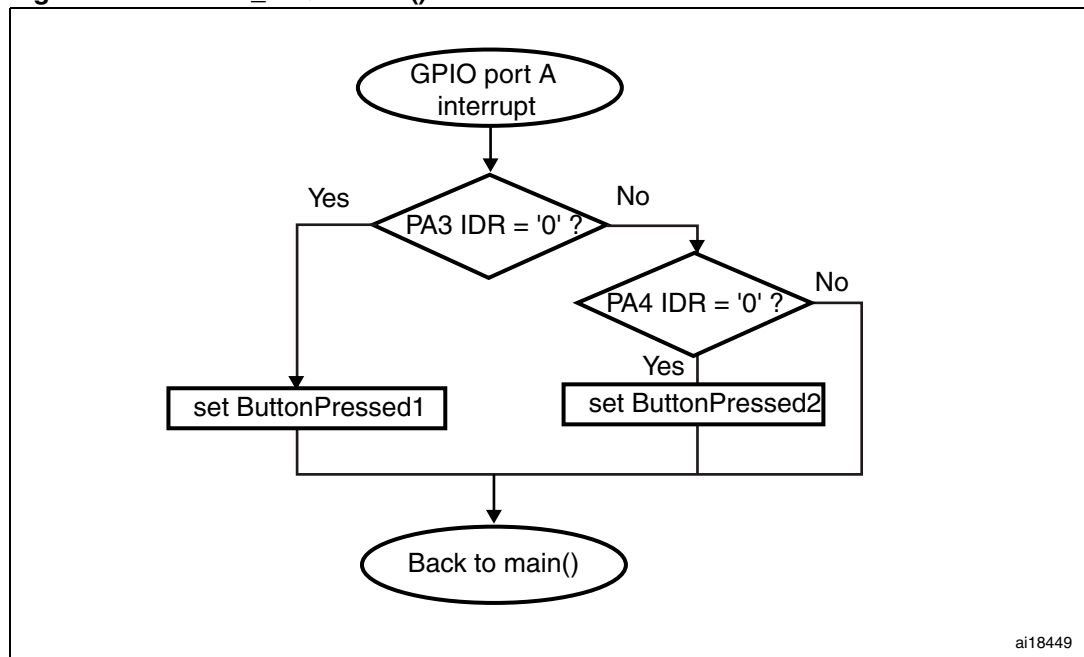 GPIO port A
interrupt
Yes
No
PA3 IDR = '0' ?
No
PA4 IDR = '0' ?
Yes
set ButtonPressed1
set ButtonPressed2
Back to main()
ai18449